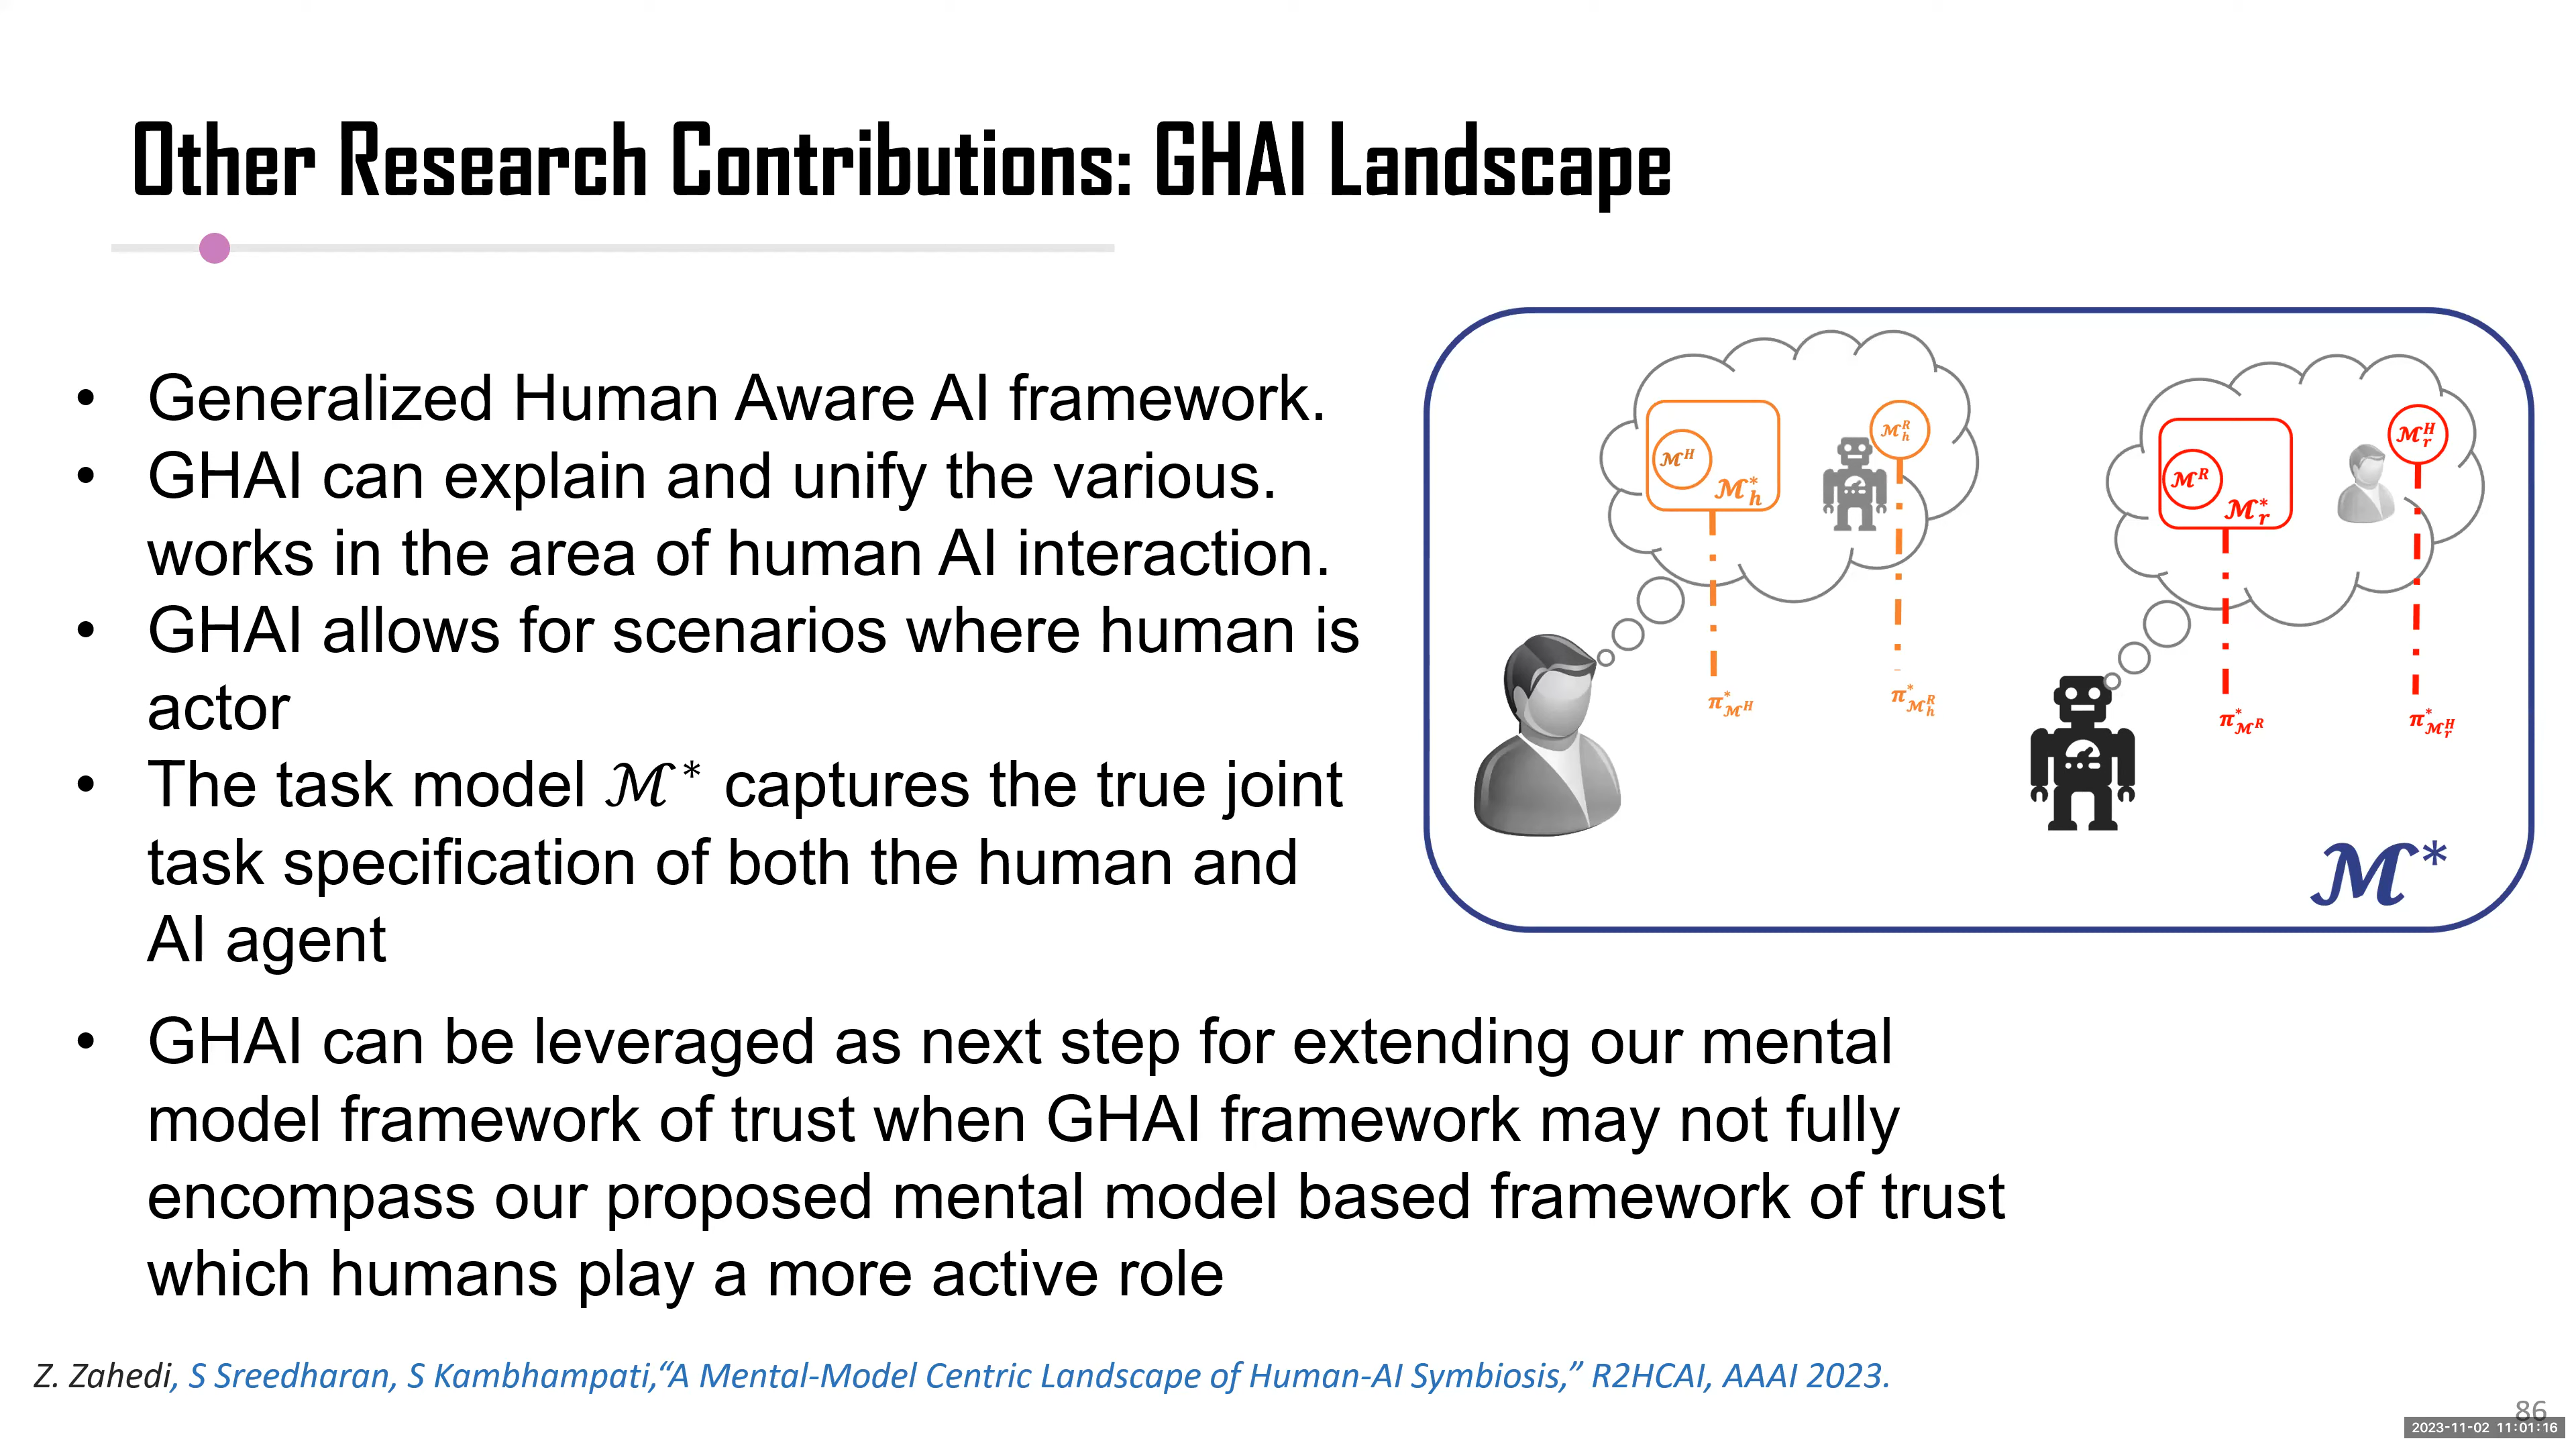 Other Research Contributions: GHAI Landscape
• Generalized Human Aware AI framework.
• GHAI can explain and unify the various.
works in the area of human AI interaction.
• GHAI allows for scenarios where human is
actor
• The task model ℳ* captures the true joint
task specification of both the human and
AI agent
• GHAI can be leveraged as next step for extending our mental
model framework of trust when GHAI framework may not fully
encompass our proposed mental model based framework of trust
which humans play a more active role
ℳ^H
ℳ*_h
ℳ^R_h
π*_ℳ^H
π*_ℳ^R_h
ℳ^R
ℳ*_r
ℳ^H_r
π*_ℳ^R
π*_ℳ^H_r
ℳ*
Z. Zahedi, S Sreedharan, S Kambhampati,“A Mental-Model Centric Landscape of Human-AI Symbiosis,” R2HCAI, AAAI 2023.
86
2023-11-02 11:01:16